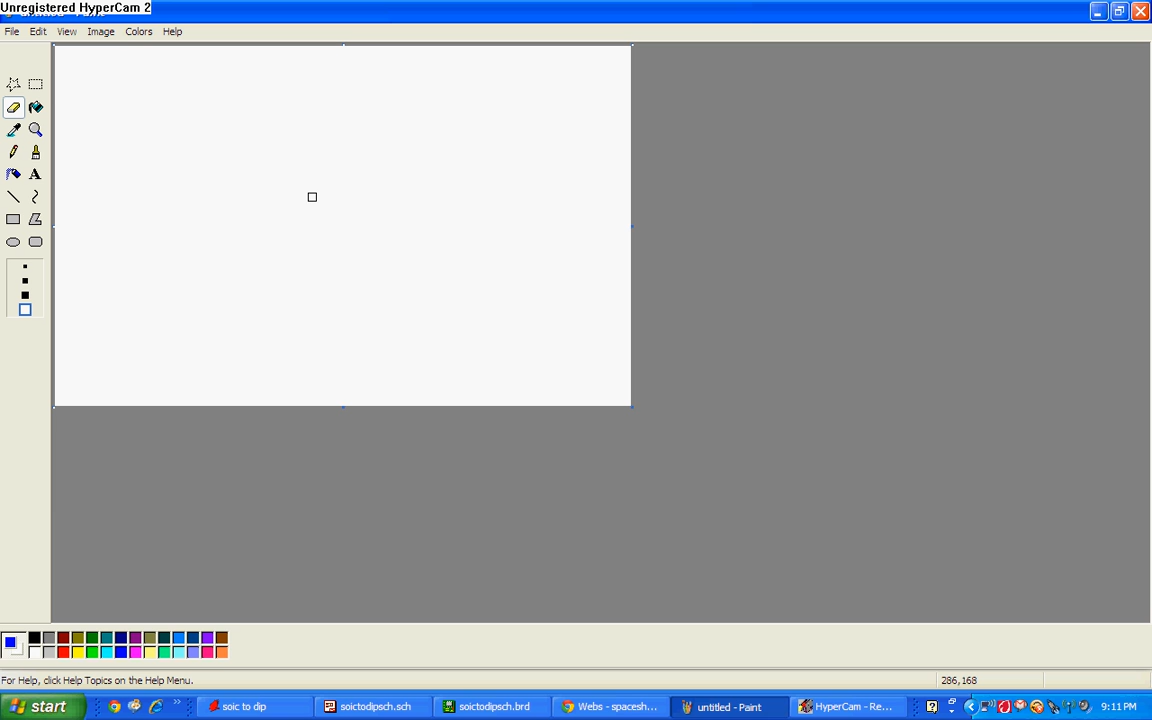 Unregistered HyperCam 2
File Edit View Image Colors Help
A
For Help, click Help Topics on the Help Menu.
286,168
start
soic to dip
soictodipsch.sch
soictodipsch.brd
Webs - spacesh...
untitled - Paint
HyperCam - Re...
9:11 PM